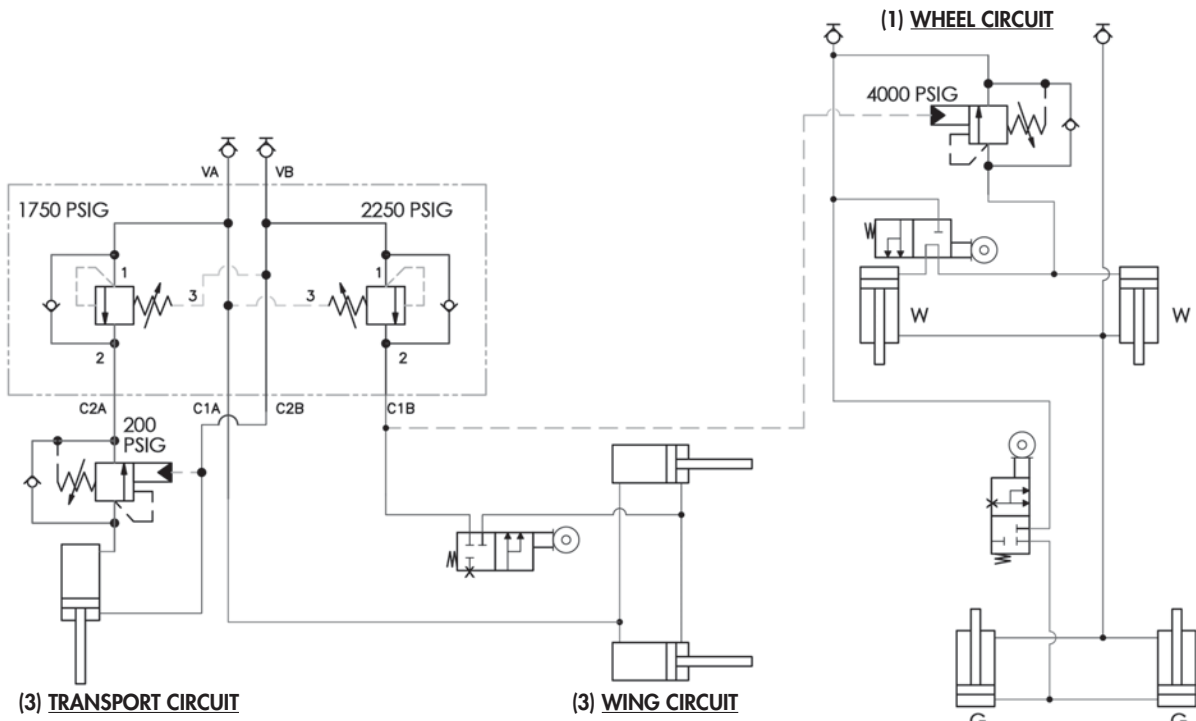 (1) WHEEL CIRCUIT
4000 PSIG
VA VB
1750 PSIG 2250 PSIG
1 1
3 3
2 2
C2A C1A C2B C1B
200
PSIG
W W
(3) TRANSPORT CIRCUIT (3) WING CIRCUIT
G G